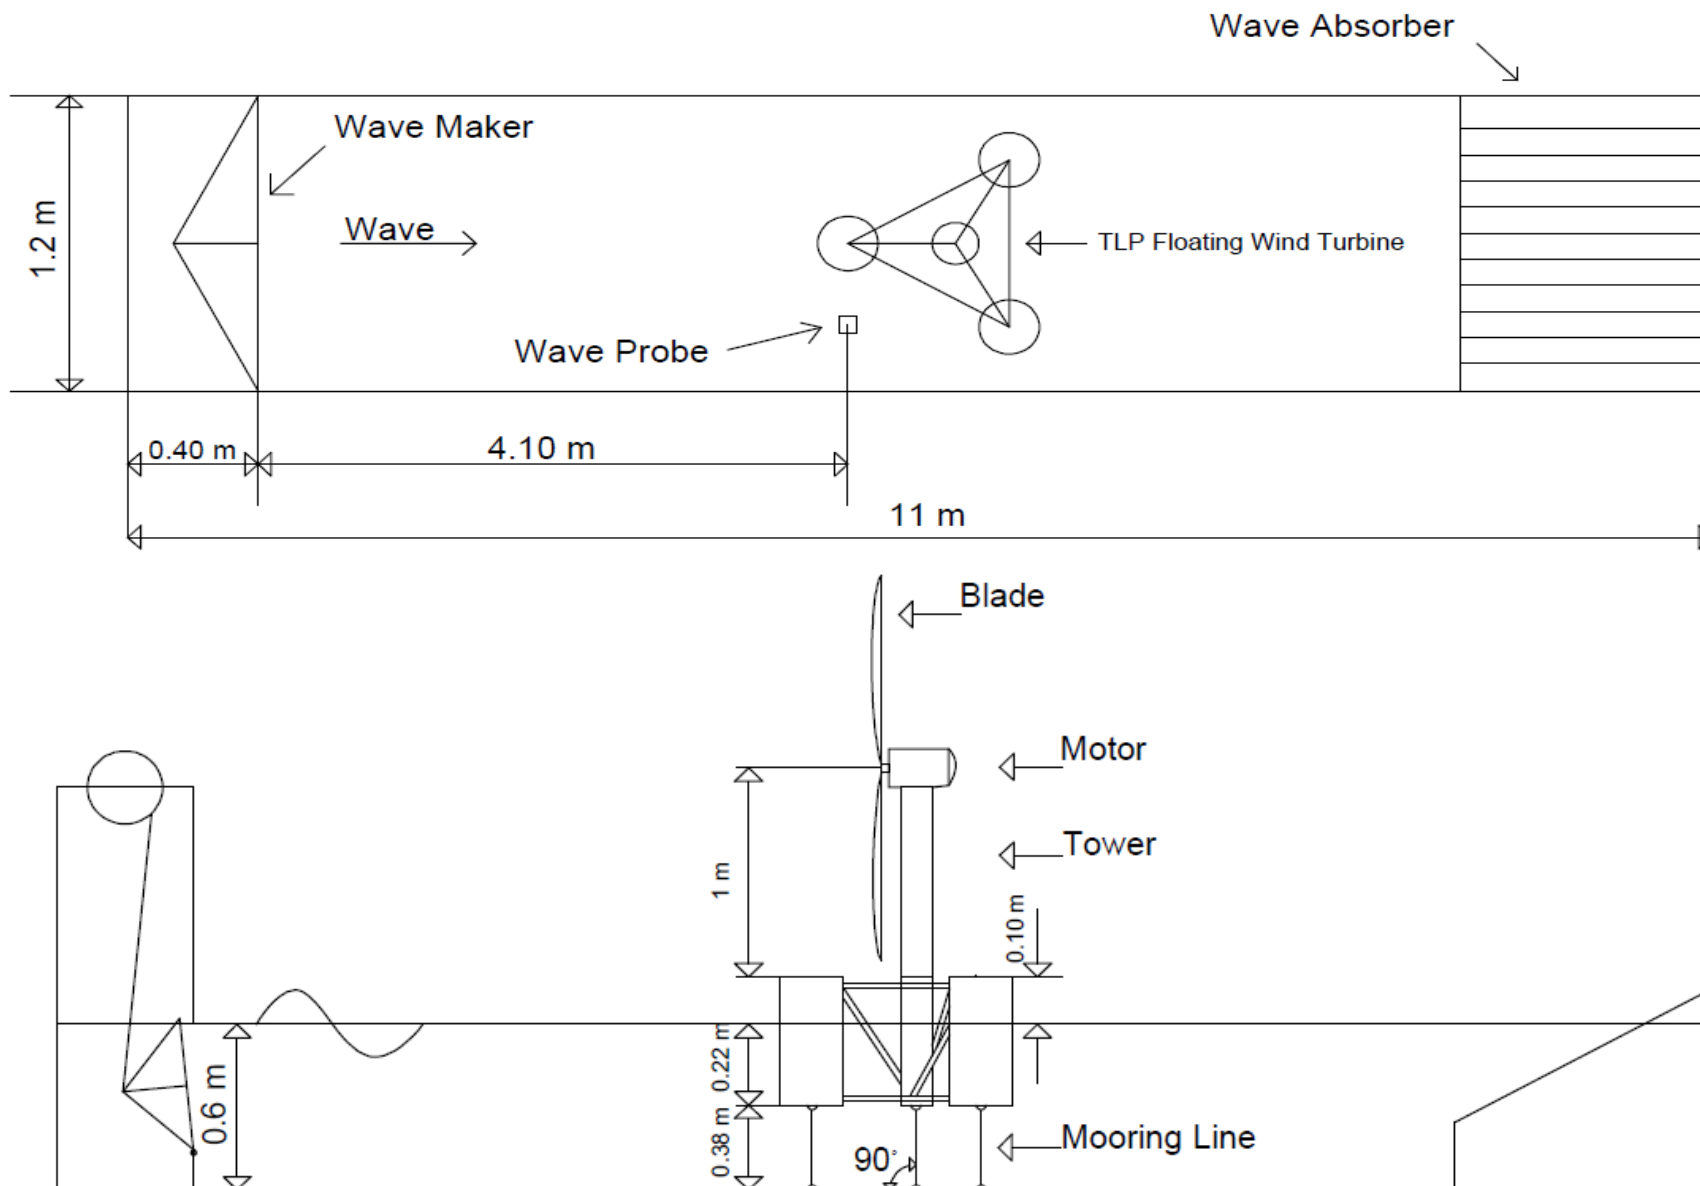 Wave Absorber
Wave Maker
1.2 m
Wave
TLP Floating Wind Turbine
Wave Probe
0.40 m
4.10 m
11 m
Blade
Motor
1 m
Tower
0.10 m
0.22 m
0.6 m
0.38 m
Mooring Line
90°